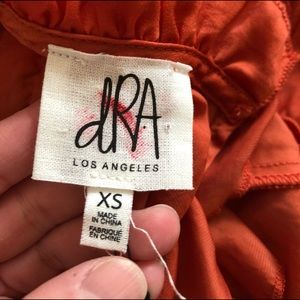 dRA
LOS ANGELES
XS
MADE
IN CHINA
FABRIQUÉ
EN CHINE